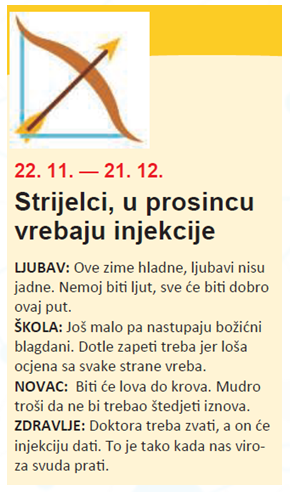 22. 11. — 21. 12.
Strijelci, u prosincu
vrebaju injekcije
LJUBAV: Ove zime hladne, ljubavi nisu
jadne. Nemoj biti ljut, sve će biti dobro
ovaj put.
ŠKOLA: Još malo pa nastupaju božićni
blagdani. Dotle zapeti treba jer loša
ocjena sa svake strane vreba.
NOVAC:  Biti će lova do krova. Mudro
troši da ne bi trebao štedjeti iznova.
ZDRAVLJE: Doktora treba zvati, a on će
injekciju dati. To je tako kada nas viro-
za svuda prati.